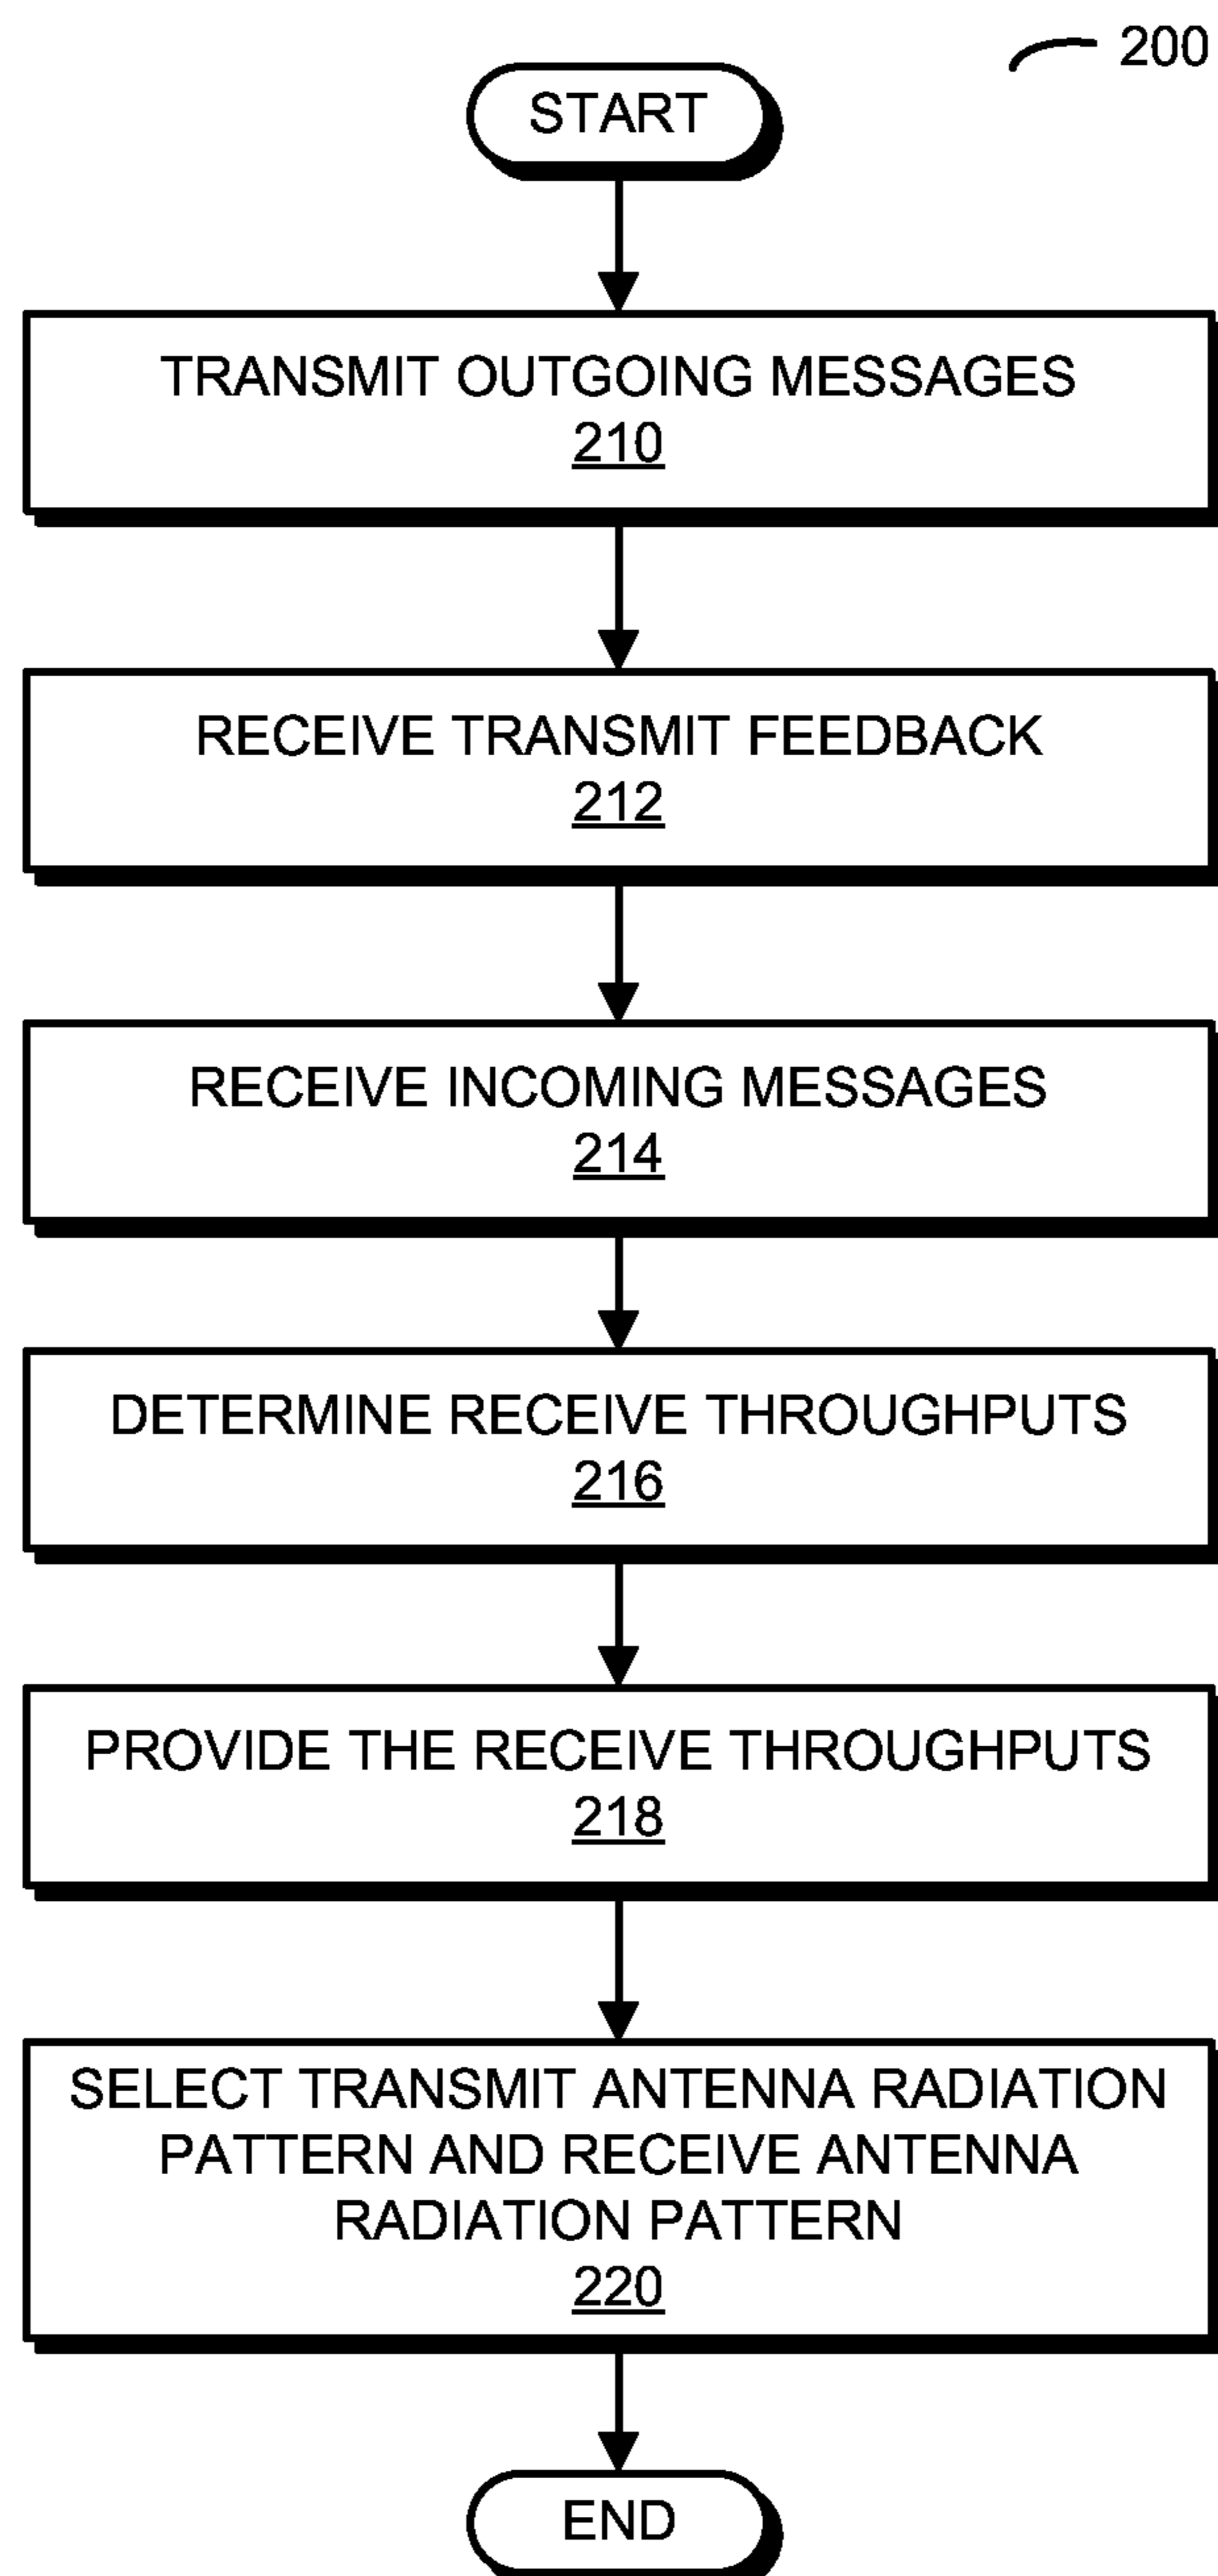 200
START
TRANSMIT OUTGOING MESSAGES
210
RECEIVE TRANSMIT FEEDBACK
212
RECEIVE INCOMING MESSAGES
214
DETERMINE RECEIVE THROUGHPUTS
216
PROVIDE THE RECEIVE THROUGHPUTS
218
SELECT TRANSMIT ANTENNA RADIATION
PATTERN AND RECEIVE ANTENNA
RADIATION PATTERN
220
END